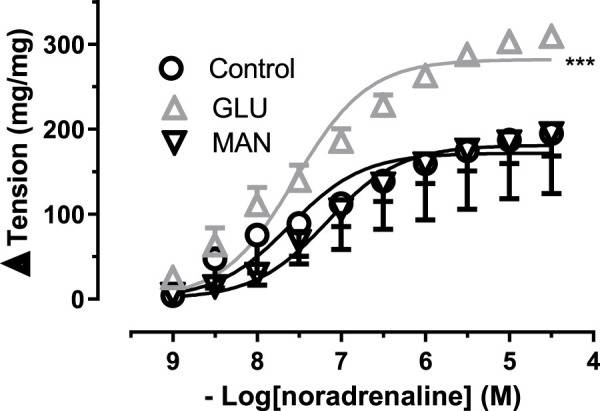 300
200
100
0
▲ Tension (mg/mg)
Control
GLU
MAN
***
9 8 7 6 5 4
- Log[noradrenaline] (M)